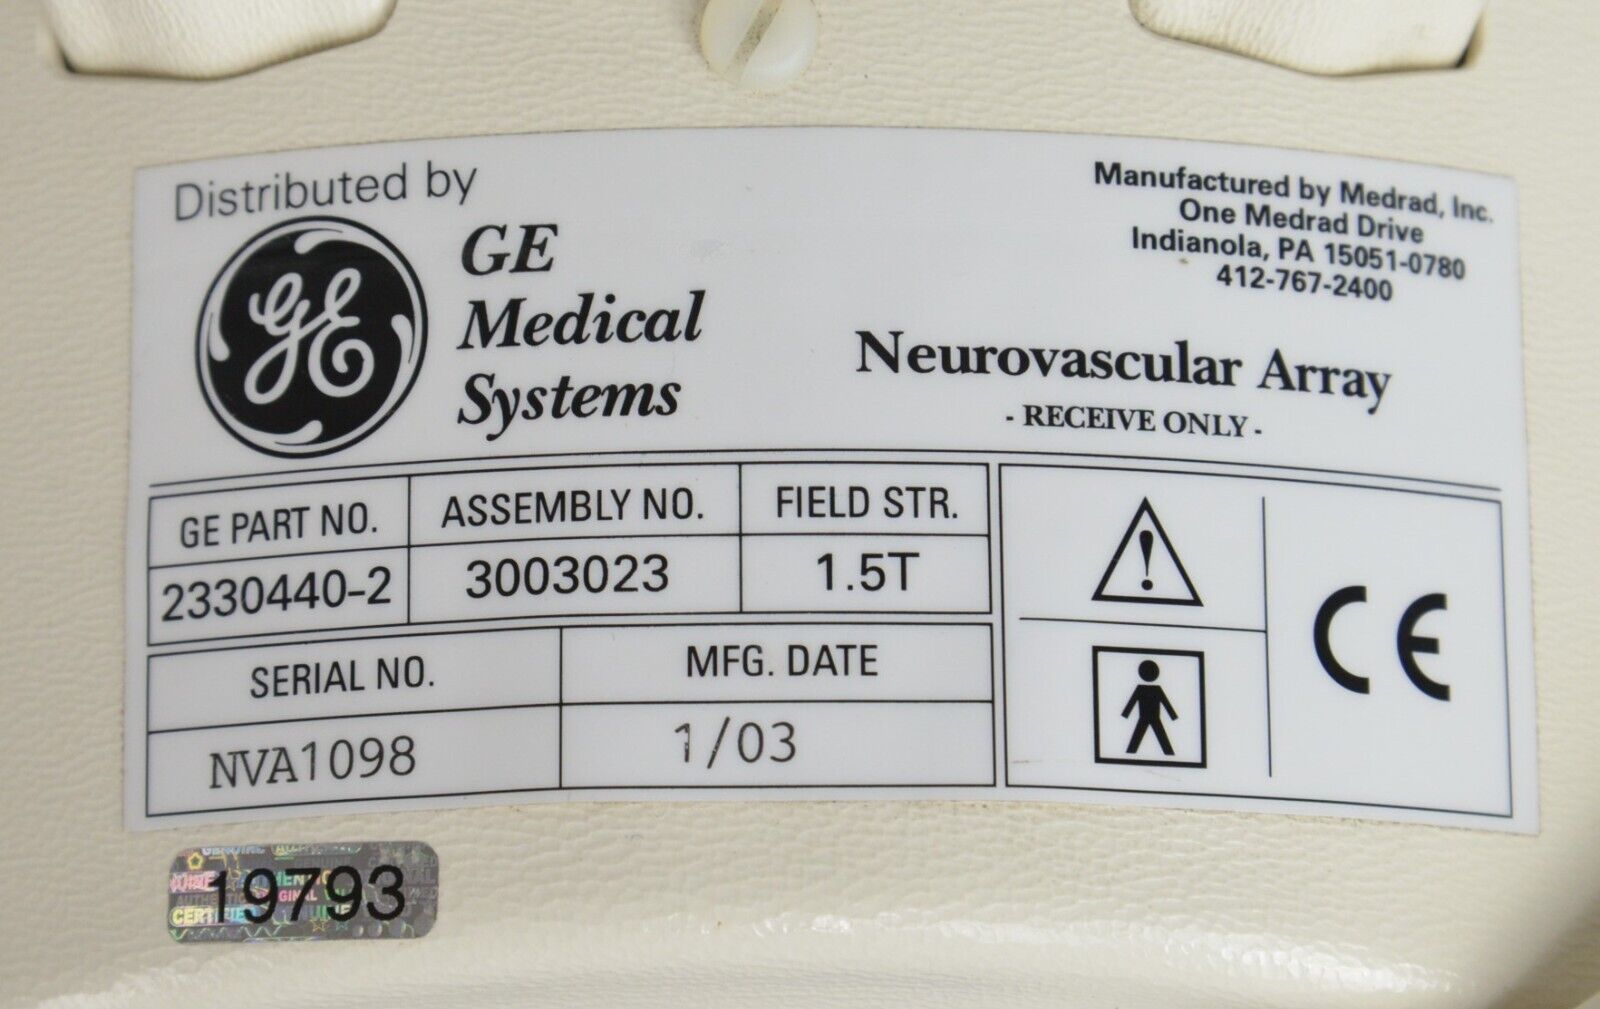 Distributed by
GE
GE
Medical
Systems
Manufactured by Medrad, Inc.
One Medrad Drive
Indianola, PA 15051-0780
412-767-2400
Neurovascular Array
- RECEIVE ONLY -
GE PART NO. ASSEMBLY NO. FIELD STR.
2330440-2 3003023 1.5T
SERIAL NO. MFG. DATE
NVA1098 1/03
!
CE
19793